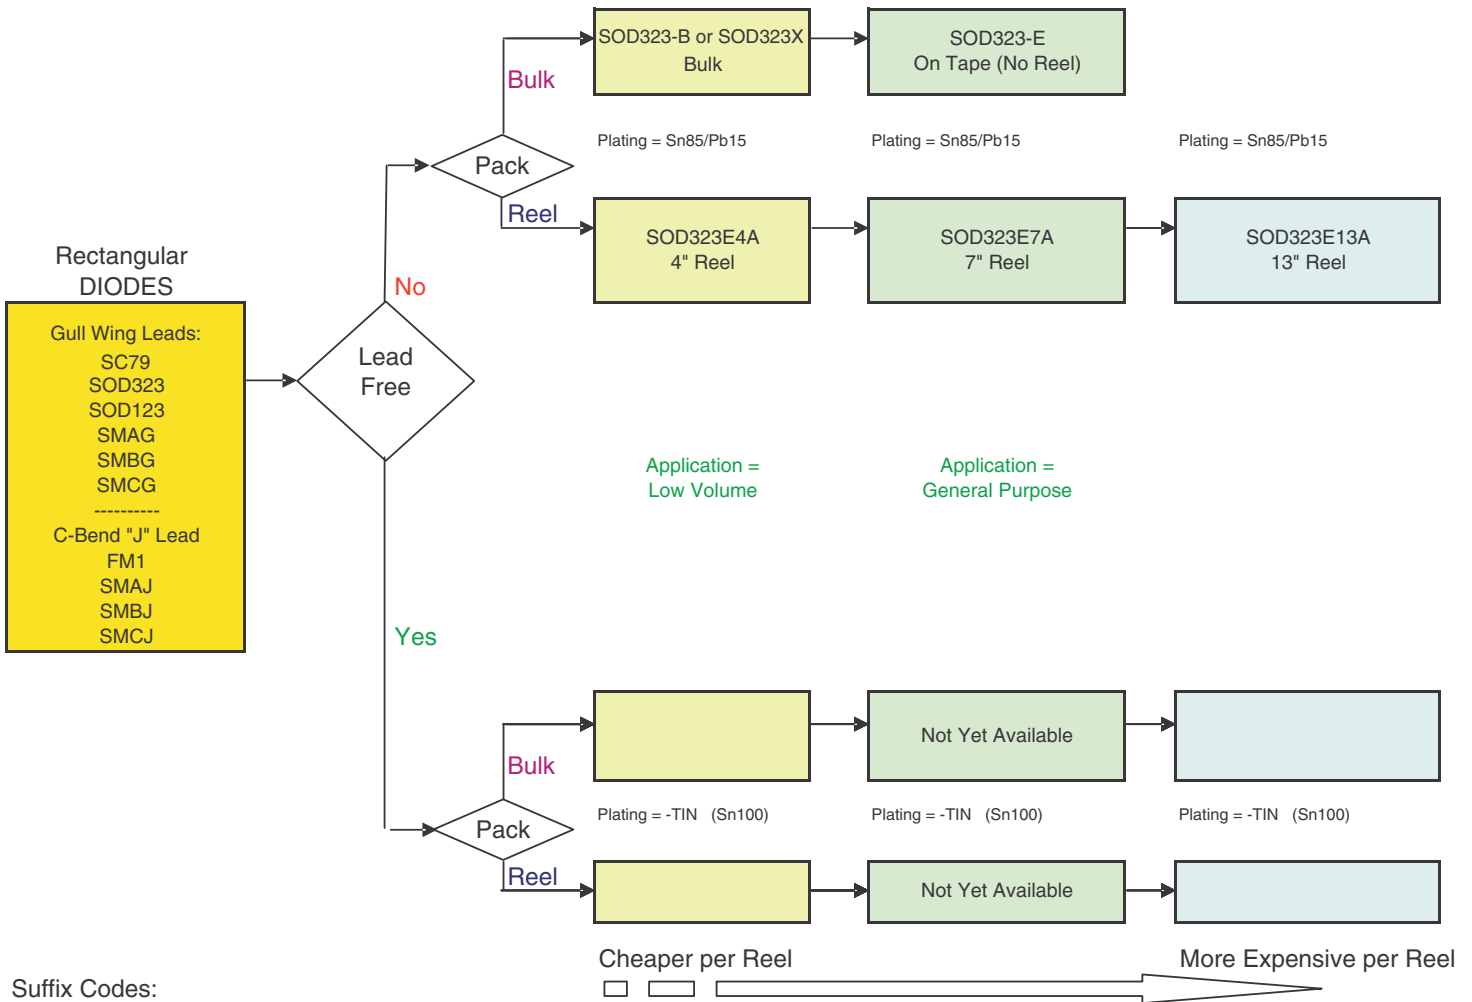 SOD323-B or SOD323X
Bulk
SOD323-E
On Tape (No Reel)
Bulk
Plating = Sn85/Pb15
Plating = Sn85/Pb15
Plating = Sn85/Pb15
Pack
Reel
SOD323E4A
4" Reel
SOD323E7A
7" Reel
SOD323E13A
13" Reel
Rectangular
DIODES
No
Gull Wing Leads:
SC79
SOD323
SOD123
SMAG
SMBG
SMCG
----------
C-Bend "J" Lead
FM1
SMAJ
SMBJ
SMCJ
Lead
Free
Application =
Low Volume
Application =
General Purpose
Yes
Not Yet Available
Bulk
Plating = -TIN (Sn100)
Plating = -TIN (Sn100)
Plating = -TIN (Sn100)
Pack
Reel
Not Yet Available
Cheaper per Reel
More Expensive per Reel
Suffix Codes: